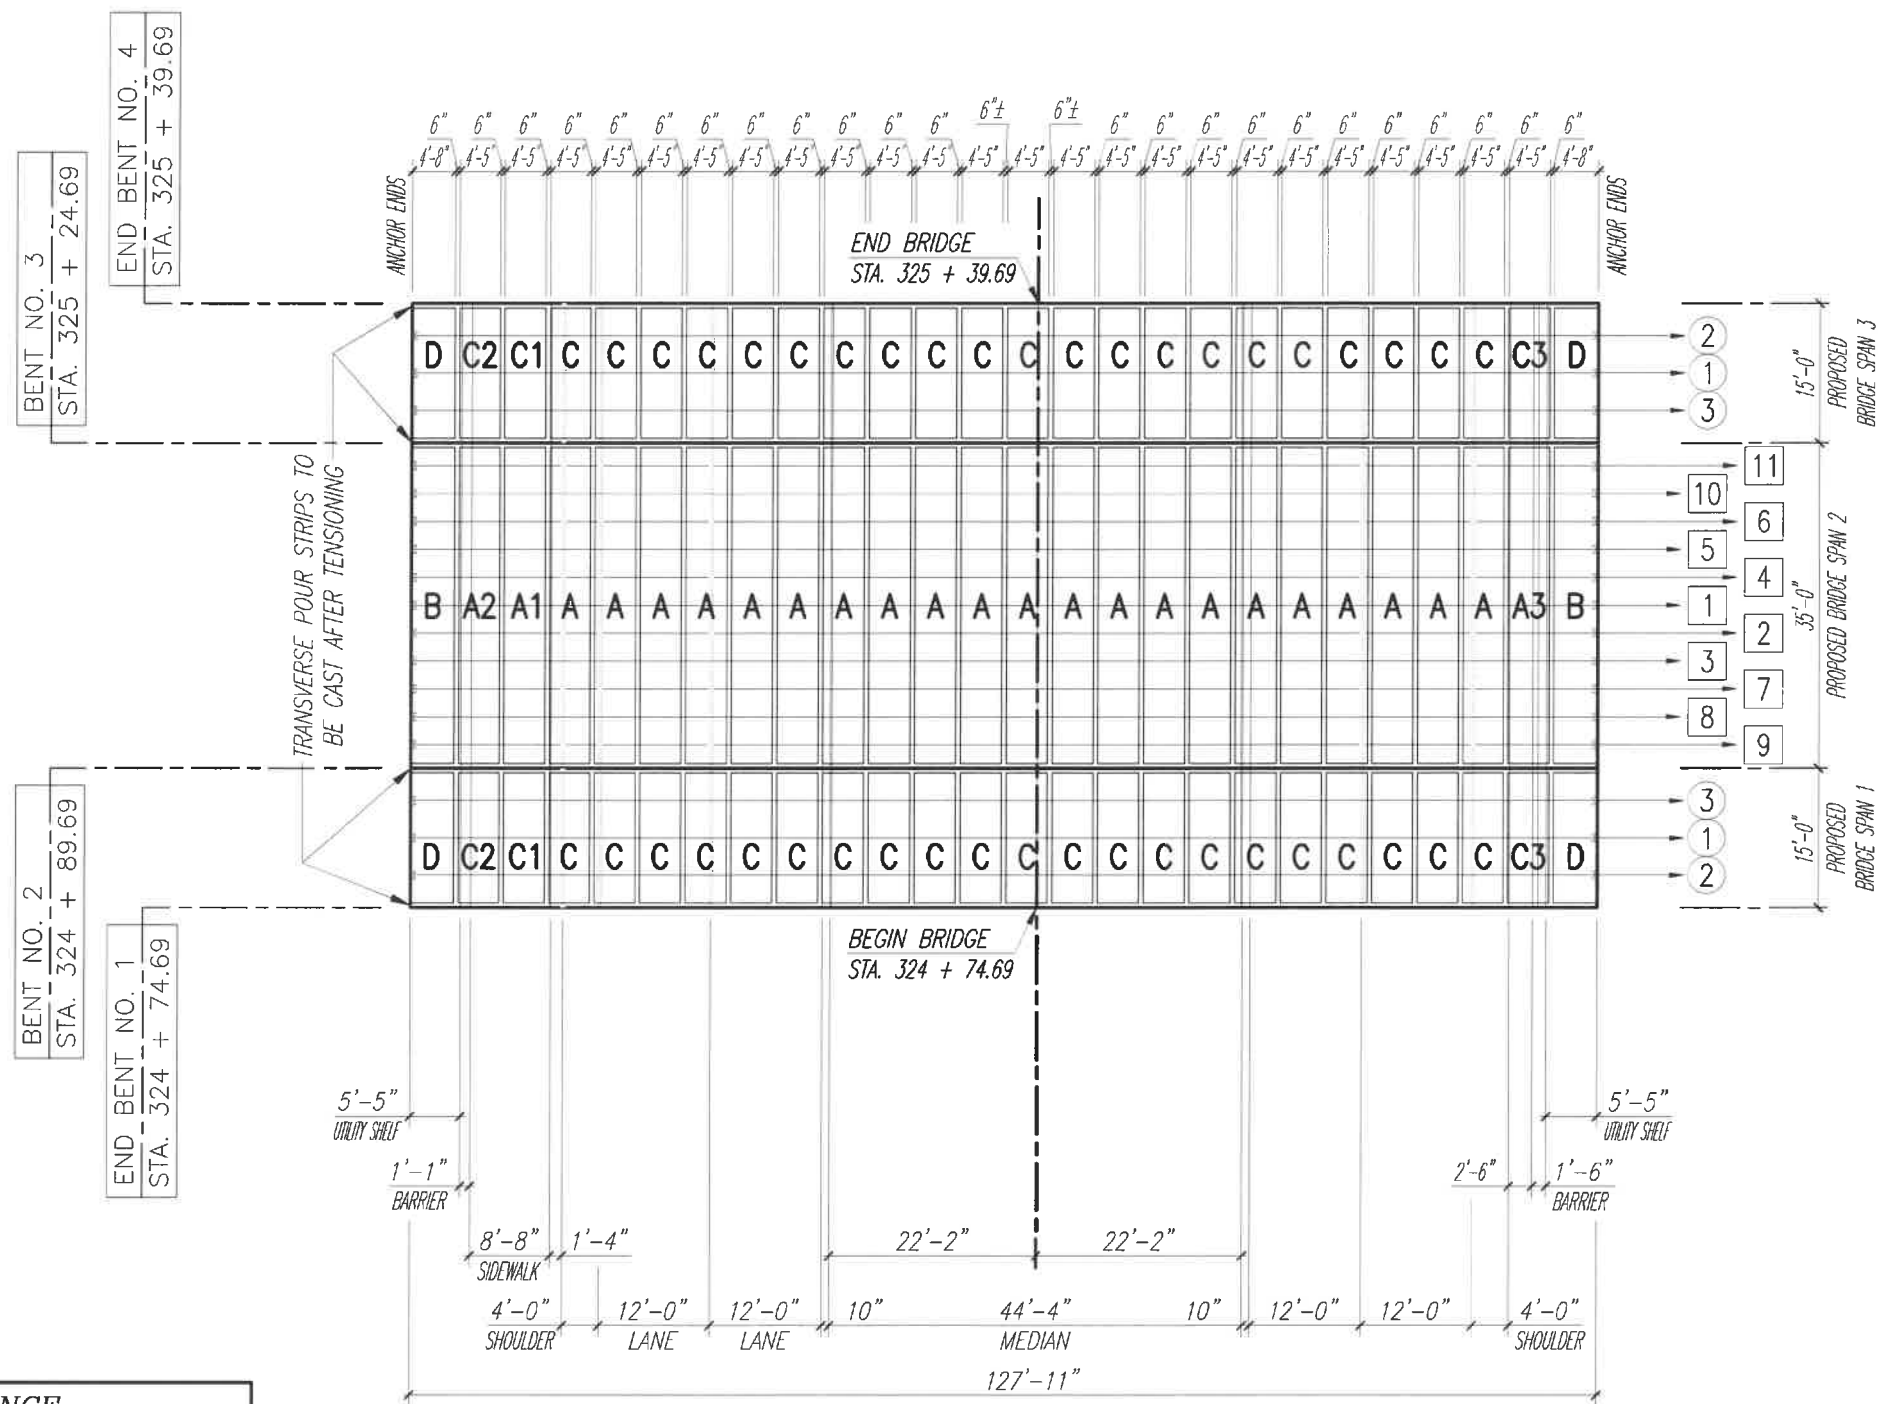 END BENT NO. 4
STA. 325 + 39.69
BENT NO. 3
STA. 325 + 24.69
6" 6" 6" 6" 6" 6" 6" 6" 6" 6" 6" 6" 6"± 6"± 6" 6" 6" 6" 6" 6" 6" 6" 6" 6" 6"
4'-8" 4'-5" 4'-5" 4'-5" 4'-5" 4'-5" 4'-5" 4'-5" 4'-5" 4'-5" 4'-5" 4'-5" 4'-5" 4'-5" 4'-5" 4'-5" 4'-5" 4'-5" 4'-5" 4'-5" 4'-5" 4'-5" 4'-5" 4'-5" 4'-5" 4'-8"
ANCHOR ENDS
ANCHOR ENDS
END BRIDGE
STA. 325 + 39.69
D C2 C1 C C C C C C C C C C C C C C C C C C C C C C3 D
2
1
3
15'-0"
PROPOSED
BRIDGE SPAN 3
TRANSVERSE POUR STRIPS TO
BE CAST AFTER TENSIONING
B A2 A1 A A A A A A A A A A A A A A A A A A A A A A3 B
11
10
6
5
4
1
2
3
7
8
9
35'-0"
PROPOSED BRIDGE SPAN 2
BENT NO. 2
STA. 324 + 89.69
END BENT NO. 1
STA. 324 + 74.69
D C2 C1 C C C C C C C C C C C C C C C C C C C C C C3 D
3
1
2
15'-0"
PROPOSED
BRIDGE SPAN 1
BEGIN BRIDGE
STA. 324 + 74.69
5'-5"
UTILITY SHELF
5'-5"
UTILITY SHELF
1'-1"
BARRIER
2'-6" 1'-6"
BARRIER
8'-8" 1'-4" 22'-2" 22'-2"
SIDEWALK
4'-0" 12'-0" 12'-0" 10" 44'-4" 10" 12'-0" 12'-0" 4'-0"
SHOULDER LANE LANE MEDIAN SHOULDER
127'-11"